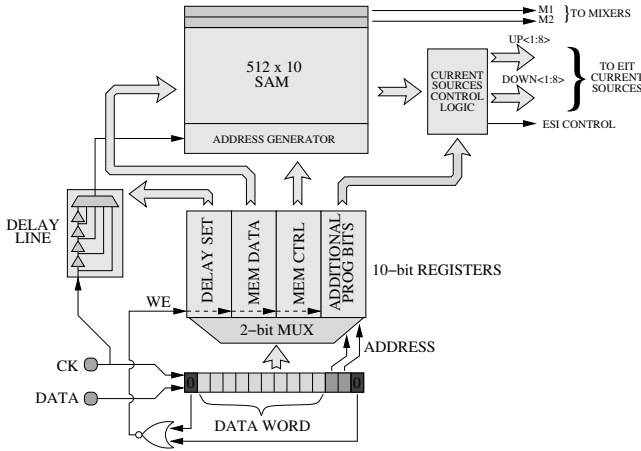 M1
M2
TO MIXERS
UP<1:8>
512 x 10
SAM
CURRENT
SOURCES
CONTROL
LOGIC
DOWN<1:8>
TO EIT
CURRENT
SOURCES
ESI CONTROL
ADDRESS GENERATOR
DELAY
LINE
DELAY SET
MEM DATA
MEM CTRL
ADDITIONAL
PROG BITS
10-bit REGISTERS
WE
2-bit MUX
ADDRESS
CK
DATA
0
0
DATA WORD